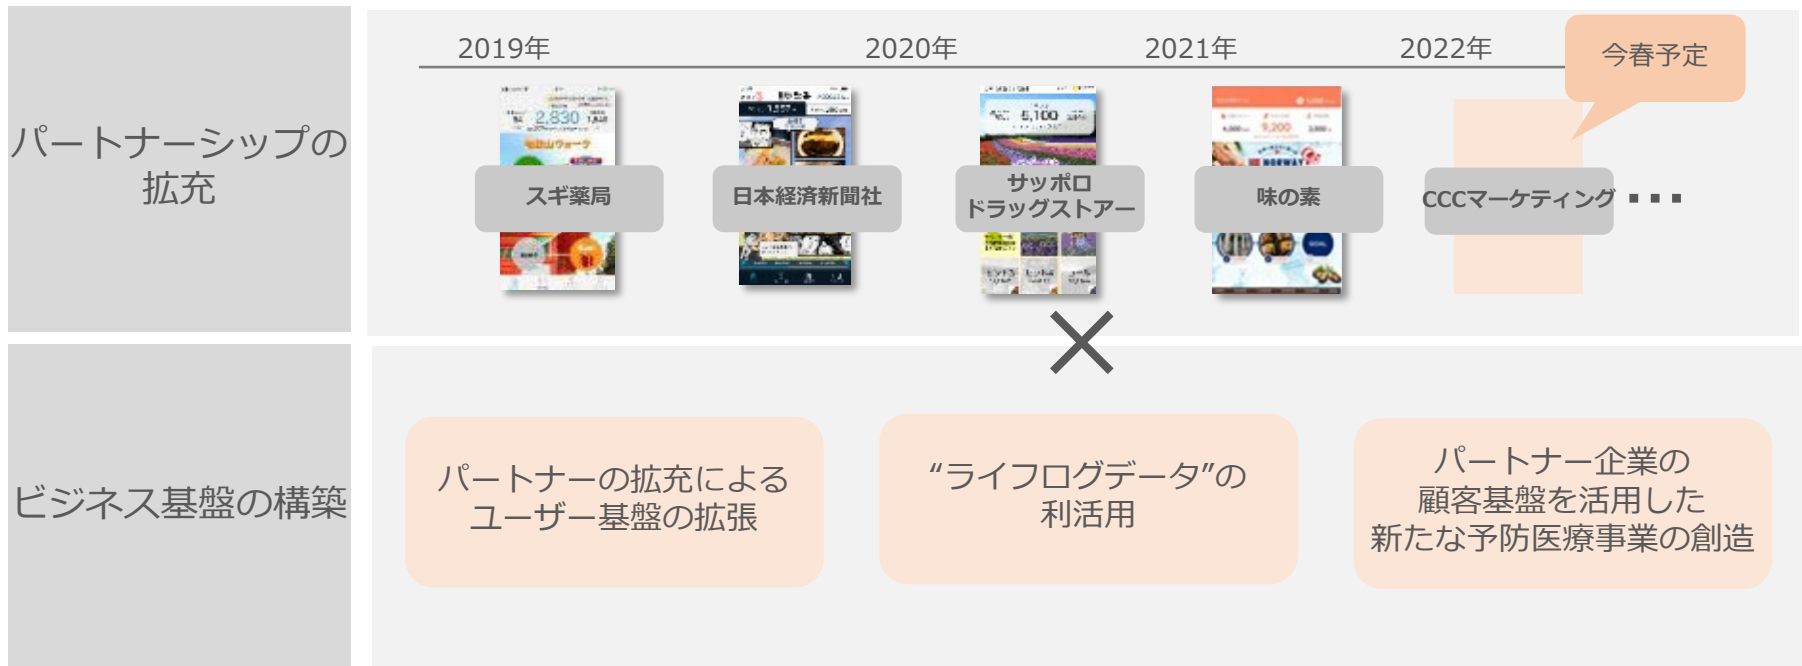 2019年
2020年
2021年
2022年
今春予定
パートナーシップの
拡充
2,830
5,100
9,200
NORWAY
スギ薬局
日本経済新聞社
サッポロ
ドラッグストアー
味の素
CCCマーケティング
・・・
×
ビジネス基盤の構築
パートナーの拡充による
ユーザー基盤の拡張
“ライフログデータ”の
利活用
パートナー企業の
顧客基盤を活用した
新たな予防医療事業の創造